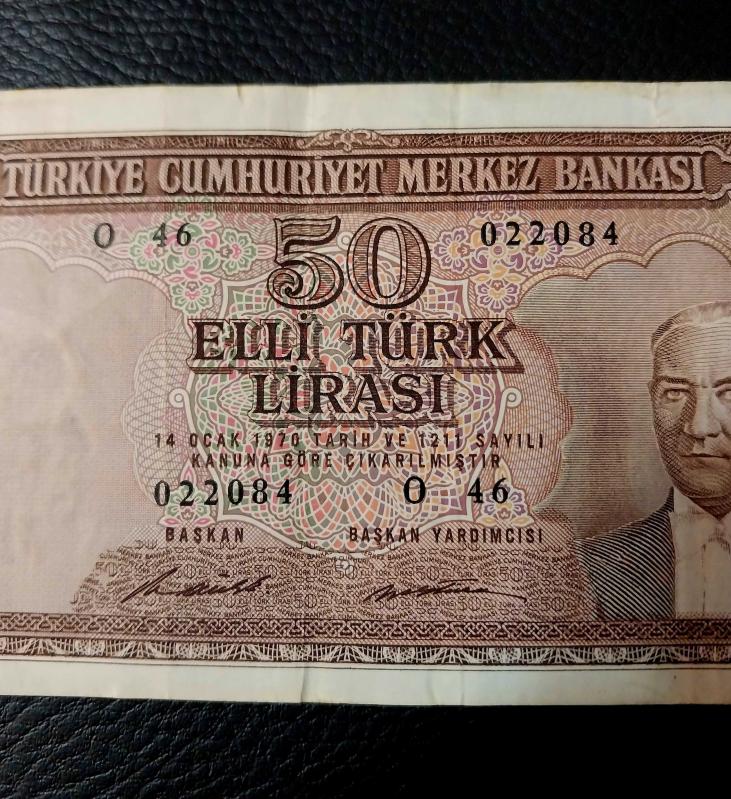 TÜRKİYE CUMHURİYET MERKEZ BANKASI
O 46 022084
50
ELLİ TÜRK
LİRASI
14 OCAK 1970 TARİH VE 1211 SAYILI
KANUNA GÖRE ÇIKARILMIŞTIR
022084 O 46
BAŞKAN BAŞKAN YARDIMCISI